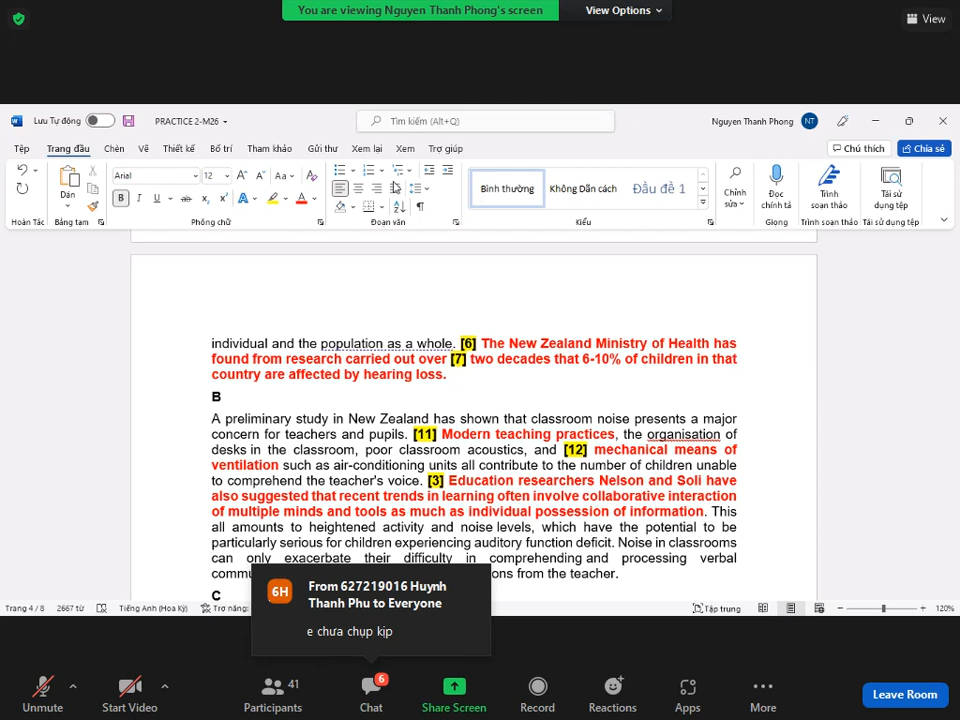 You are viewing Nguyen Thanh Phong's screen
View Options
View
Lưu Tự động
PRACTICE 2-M26
Tìm kiếm (Alt+Q)
Nguyen Thanh Phong
NT
Tệp
Trang đầu
Chèn
Vẽ
Thiết kế
Bố trí
Tham khảo
Gửi thư
Xem lại
Xem
Trợ giúp
Chú thích
Chia sẻ
Dán
Arial
12
Bình thường
Không Dãn cách
Đầu đề 1
Chỉnh sửa
Đọc chính tả
Trình soạn thảo
Tái sử dụng tệp
Hoàn Tác
Bảng tạm
Phông chữ
Đoạn văn
Kiểu
Giọng
Trình soạn thảo
Tái sử dụng tệp
individual and the population as a whole. [6] The New Zealand Ministry of Health has
found from research carried out over [7] two decades that 6-10% of children in that
country are affected by hearing loss.
B
A preliminary study in New Zealand has shown that classroom noise presents a major
concern for teachers and pupils. [11] Modern teaching practices, the organisation of
desks in the classroom, poor classroom acoustics, and [12] mechanical means of
ventilation such as air-conditioning units all contribute to the number of children unable
to comprehend the teacher's voice. [3] Education researchers Nelson and Soli have
also suggested that recent trends in learning often involve collaborative interaction
of multiple minds and tools as much as individual possession of information. This
all amounts to heightened activity and noise levels, which have the potential to be
particularly serious for children experiencing auditory function deficit. Noise in classrooms
can only exacerbate their difficulty in comprehending and processing verbal
commu
ons from the teacher.
C
Trang 4 / 8
2667 từ
Tiếng Anh (Hoa Kỳ)
Trợ năng:
Tập trung
120%
6H
From 627219016 Huynh
Thanh Phu to Everyone
e chưa chụp kịp
Unmute
Start Video
41
Participants
6
Chat
Share Screen
Record
Reactions
Apps
More
Leave Room